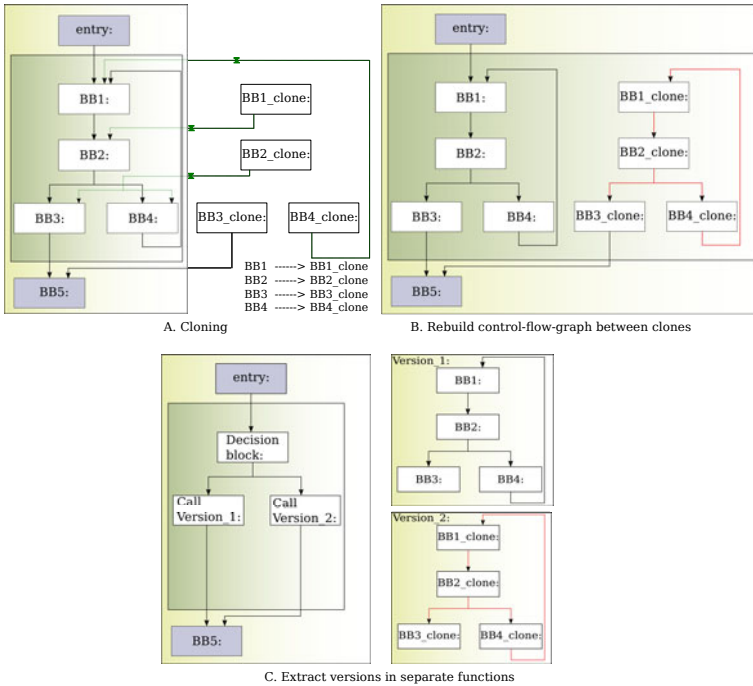 entry:
BB1:
BB2:
BB3:
BB4:
BB5:
BB1_clone:
BB2_clone:
BB3_clone:
BB4_clone:
BB1 ------> BB1_clone
BB2 ------> BB2_clone
BB3 ------> BB3_clone
BB4 ------> BB4_clone
A. Cloning
entry:
BB1:
BB2:
BB3:
BB4:
BB5:
BB1_clone:
BB2_clone:
BB3_clone:
BB4_clone:
B. Rebuild control-flow-graph between clones
entry:
Decision
block:
Call
Version_1:
Call
Version_2:
BB5:
Version_1:
BB1:
BB2:
BB3:
BB4:
Version_2:
BB1_clone:
BB2_clone:
BB3_clone:
BB4_clone:
C. Extract versions in separate functions